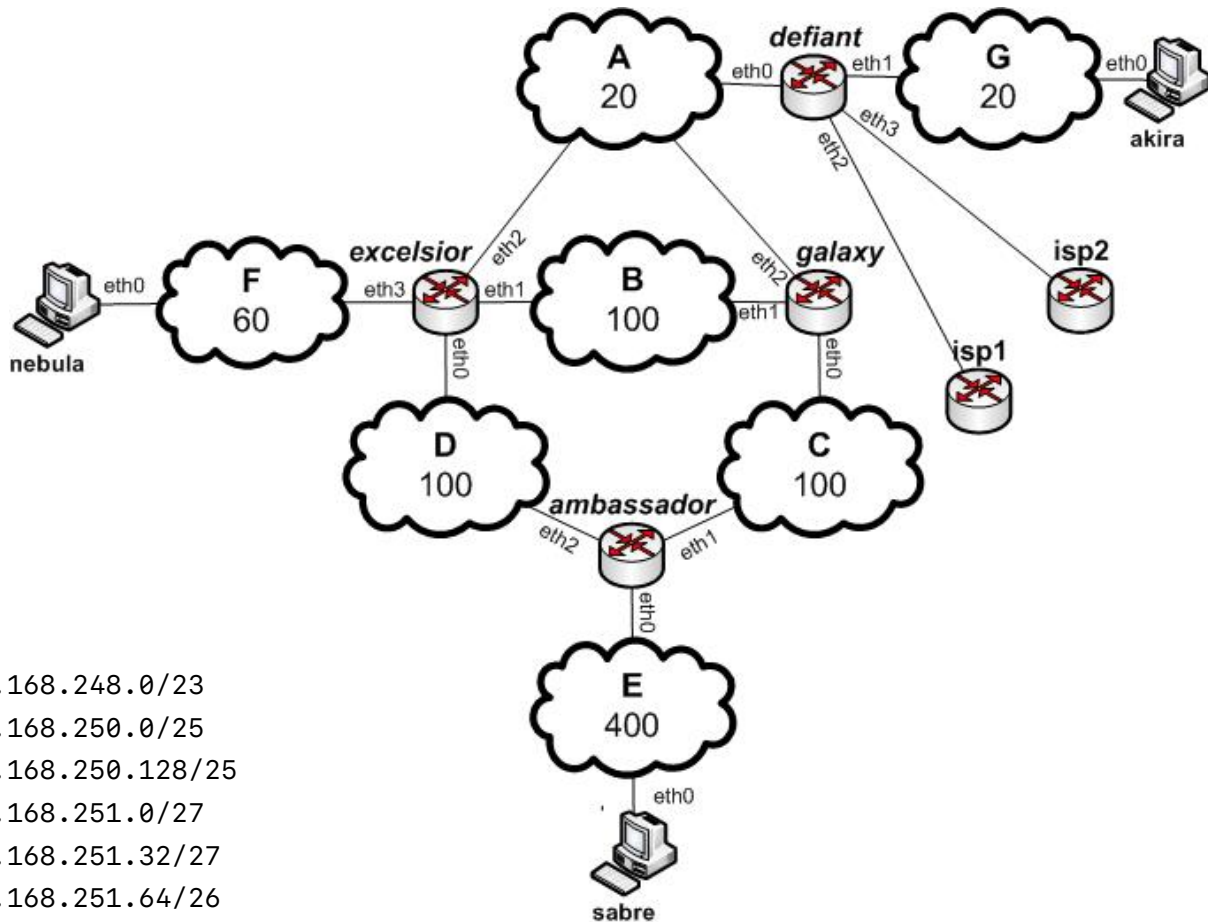 A
20
defiant
eth0
eth1
G
20
eth0
akira
eth3
eth2
excelsior
eth2
galaxy
eth2
isp2
nebula
eth0
F
60
eth3
eth1
B
100
eth1
eth0
eth0
isp1
D
100
C
100
ambassador
eth2
eth1
eth0
E
400
eth0
sabre
.168.248.0/23
.168.250.0/25
.168.250.128/25
.168.251.0/27
.168.251.32/27
.168.251.64/26